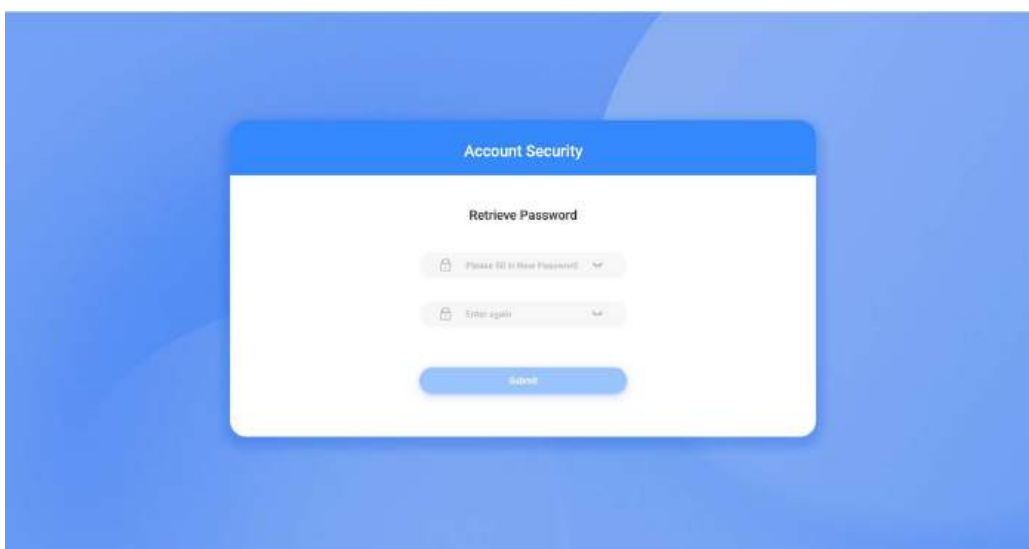 Account Security
Retrieve Password
Please fill in New Password
Enter again
Submit